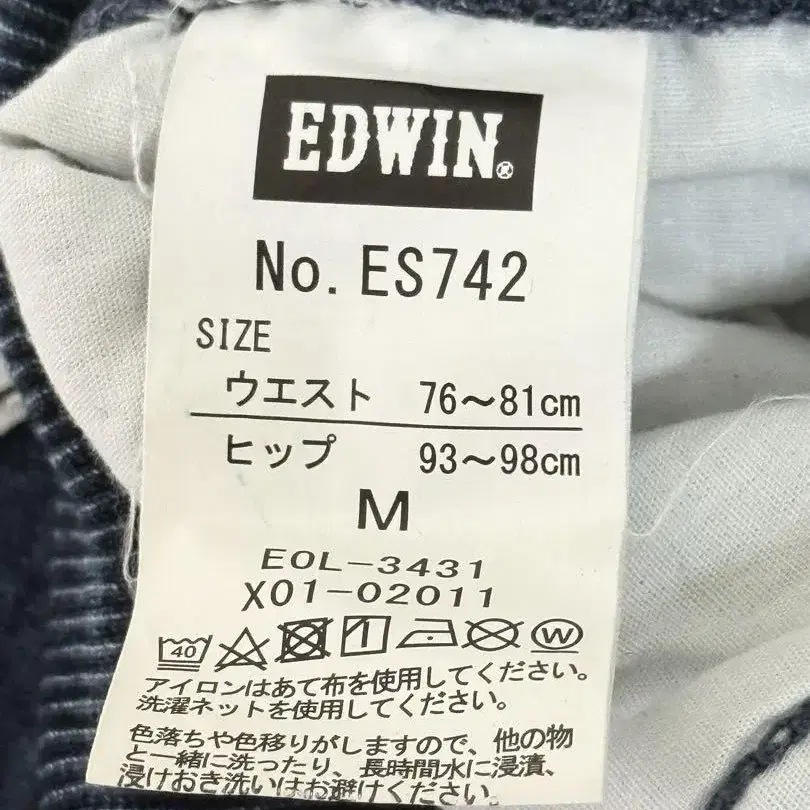 EDWIN®
No. ES742
SIZE
ウエスト 76〜81cm
ヒップ 93〜98cm
M
EOL-3431
X01-02011
40 W
アイロンはあて布を使用してください。
洗濯ネットを使用してください。
色落ちや色移りがしますので、他の物
と一緒に洗ったり、長時間水に浸漬、
浸けおき洗いはお避けください。